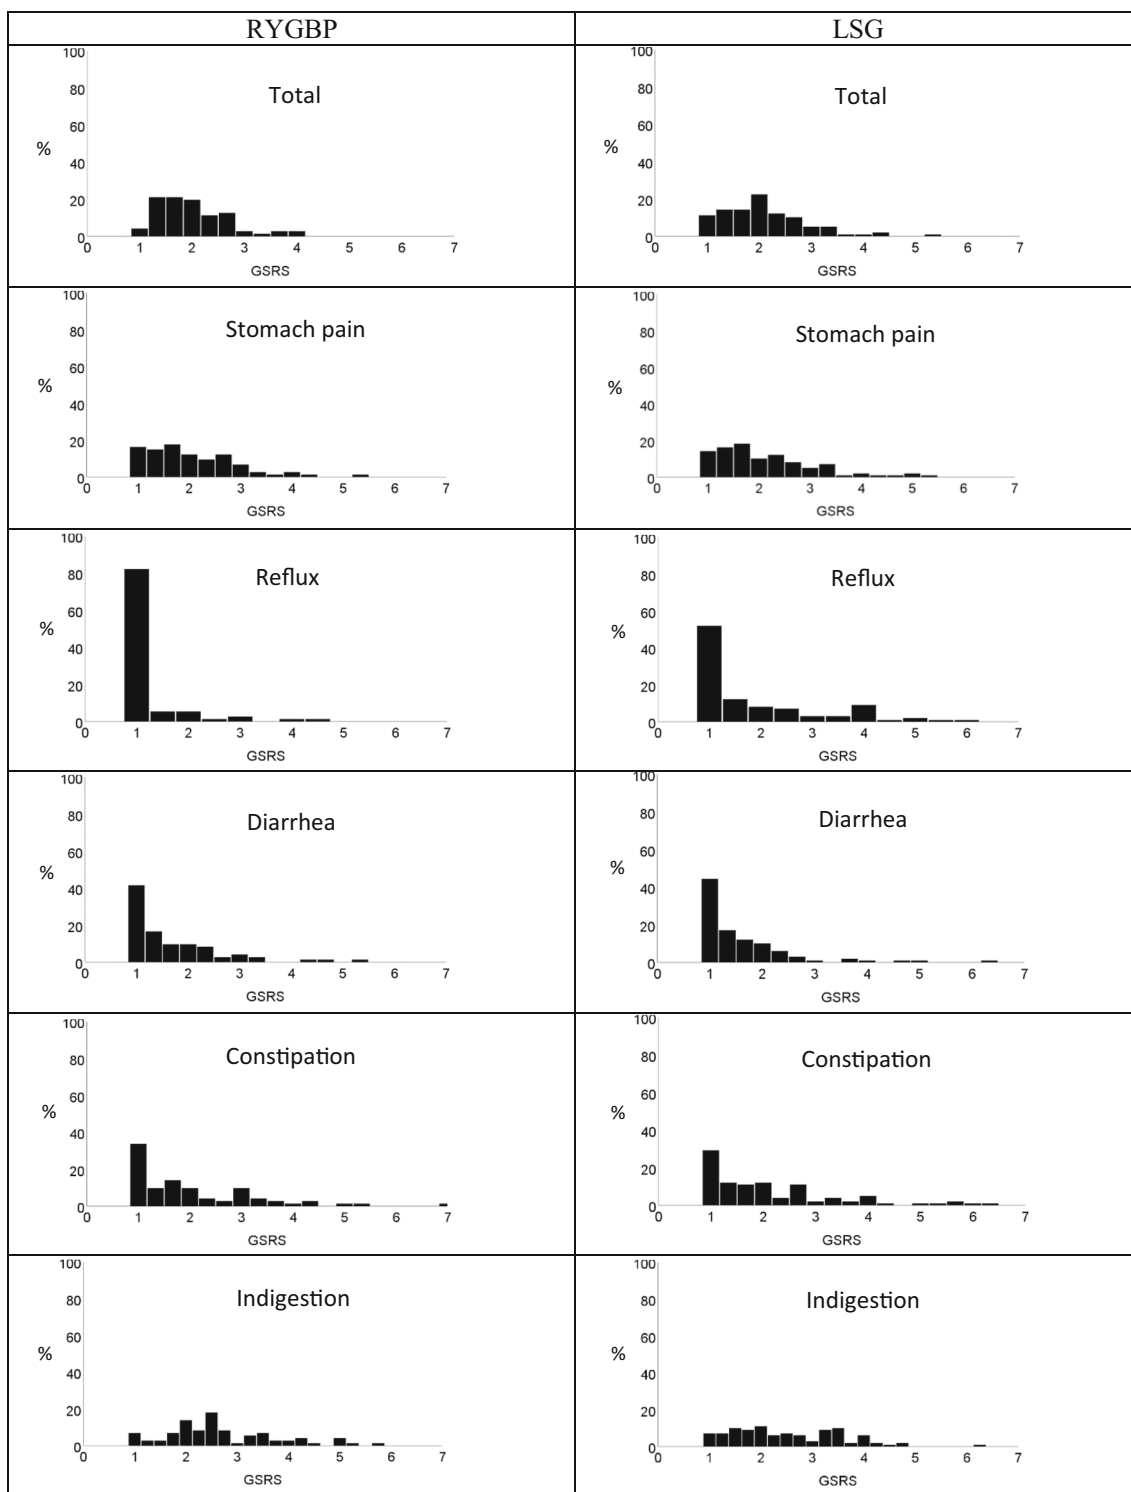 RYGBP LSG
100 100
80 Total 80 Total
60 60
% 40 % 40
20 20
0 0
0 1 2 3 4 5 6 7 0 1 2 3 4 5 6 7
GSRS GSRS
100 100
80 Stomach pain 80 Stomach pain
60 60
% 40 % 40
20 20
0 0
0 1 2 3 4 5 6 7 0 1 2 3 4 5 6 7
GSRS GSRS
100 100
80 Reflux 80 Reflux
60 60
% 40 % 40
20 20
0 0
0 1 2 3 4 5 6 7 0 1 2 3 4 5 6 7
GSRS GSRS
100 100
80 Diarrhea 80 Diarrhea
60 60
% 40 % 40
20 20
0 0
0 1 2 3 4 5 6 7 0 1 2 3 4 5 6 7
GSRS GSRS
100 100
80 Constipation 80 Constipation
60 60
% 40 % 40
20 20
0 0
0 1 2 3 4 5 6 7 0 1 2 3 4 5 6 7
GSRS GSRS
100 100
80 Indigestion 80 Indigestion
60 60
% 40 % 40
20 20
0 0
0 1 2 3 4 5 6 7 0 1 2 3 4 5 6 7
GSRS GSRS